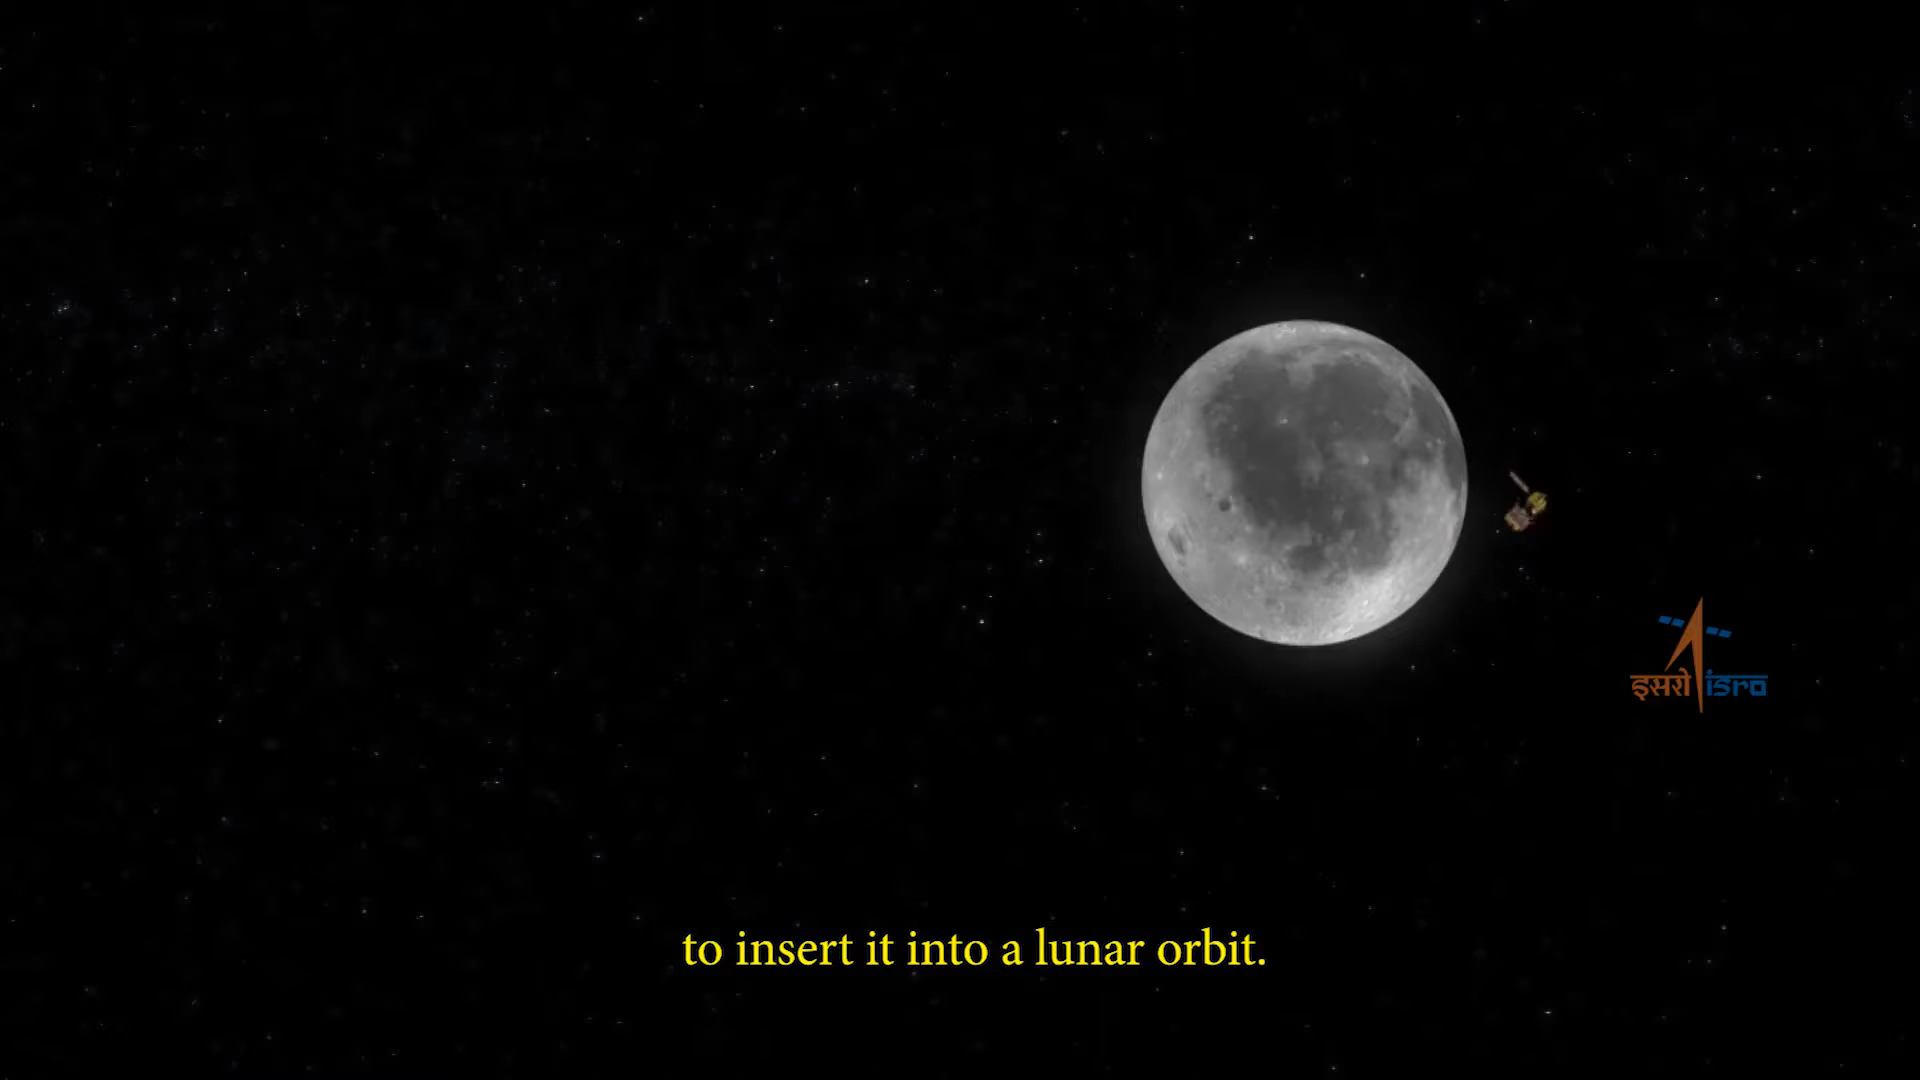 इसरो isro
to insert it into a lunar orbit.